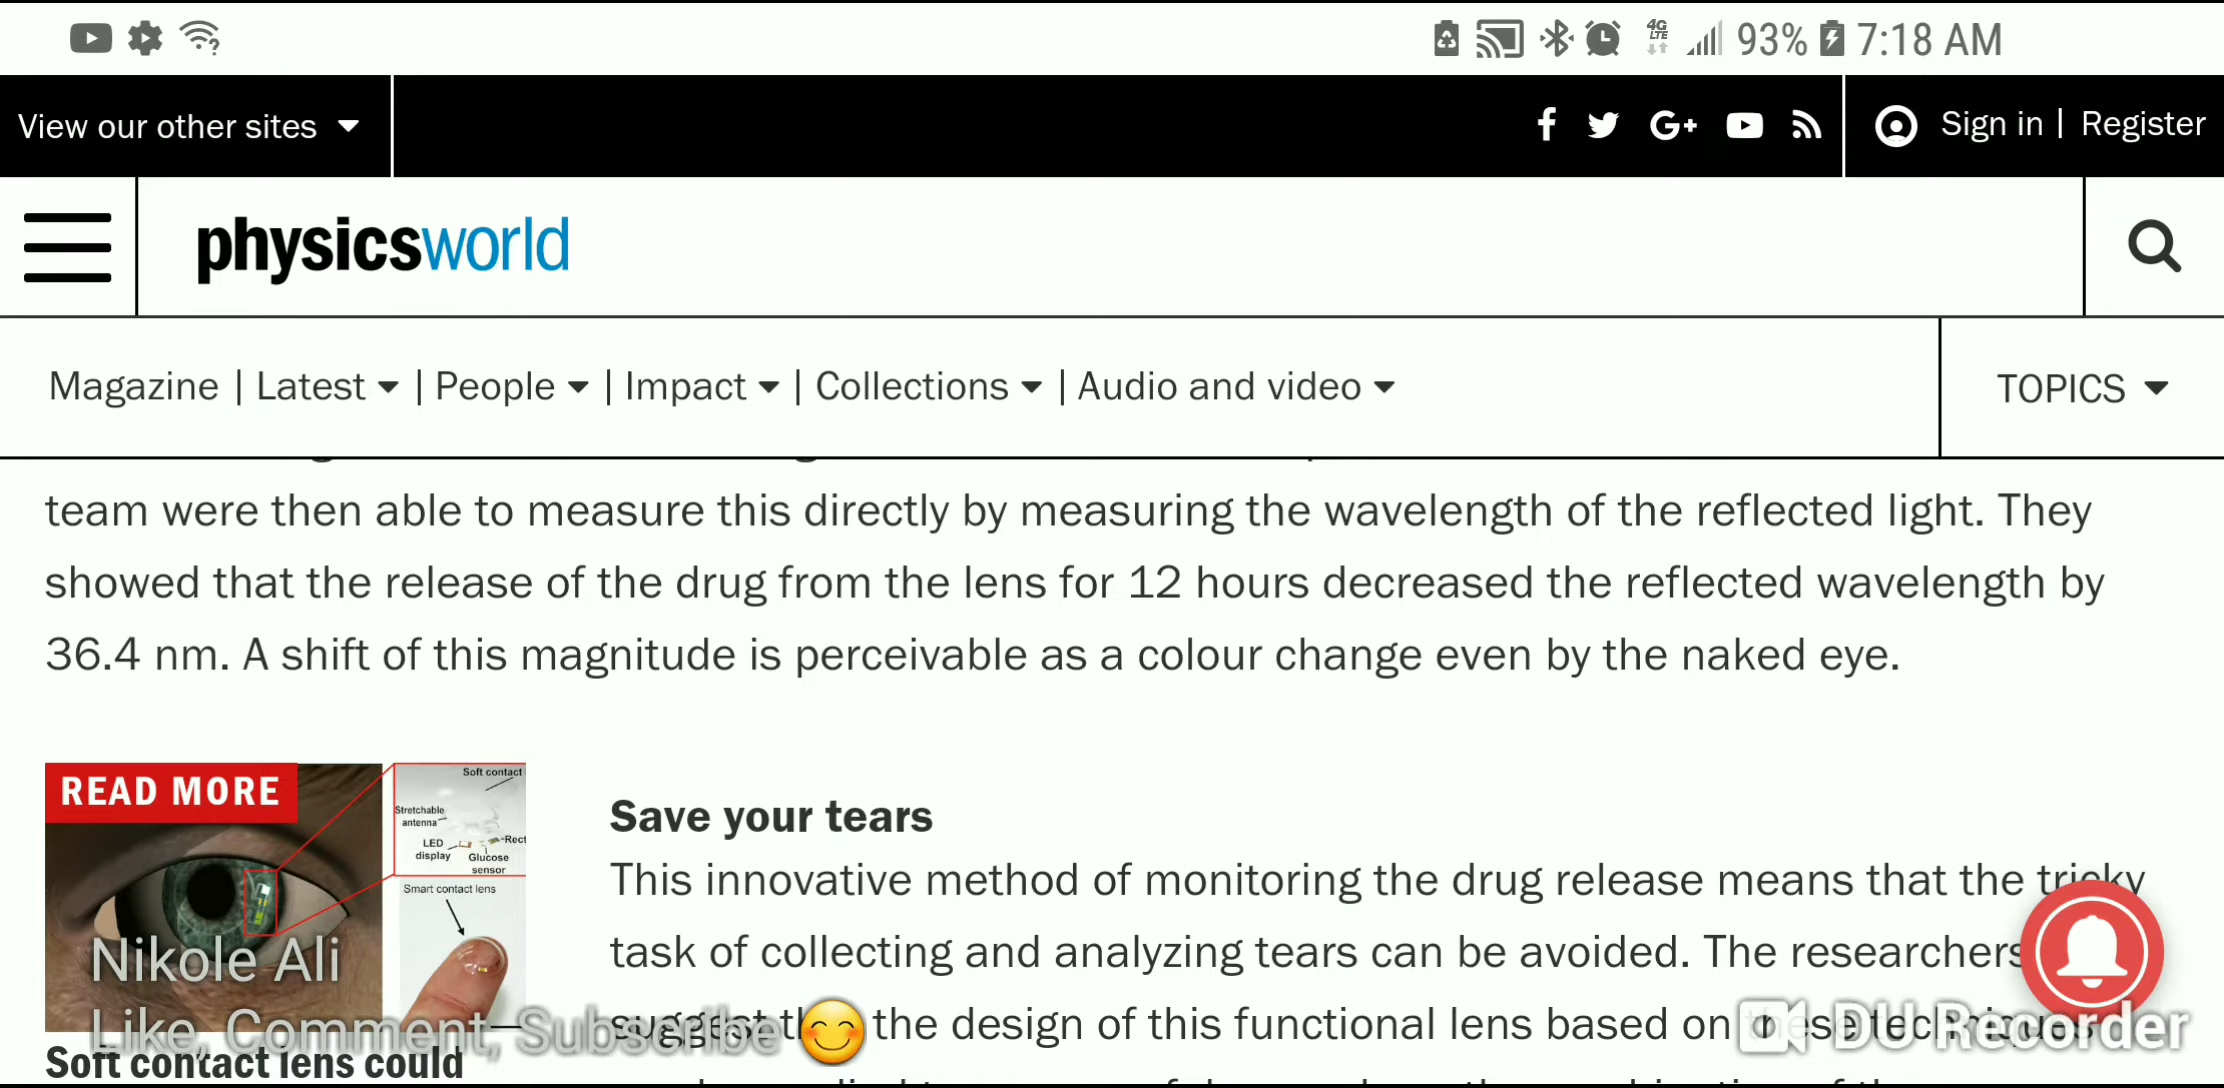 93% 7:18 AM
View our other sites
Sign in | Register
physicsworld
Magazine | Latest | People | Impact | Collections | Audio and video
TOPICS
team were then able to measure this directly by measuring the wavelength of the reflected light. They
showed that the release of the drug from the lens for 12 hours decreased the reflected wavelength by
36.4 nm. A shift of this magnitude is perceivable as a colour change even by the naked eye.
READ MORE
Soft contact
Stretchable
antenna
LED
display
Rect
Glucose
sensor
Smart contact lens
Soft contact lens could
Save your tears
This innovative method of monitoring the drug release means that the tricky
task of collecting and analyzing tears can be avoided. The researchers
suggest the design of this functional lens based on these techniques
Nikole Ali
Like, Comment, Subscribe
DU Recorder